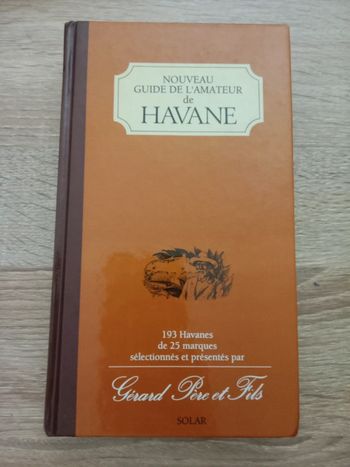 NOUVEAU
GUIDE DE L'AMATEUR
de
HAVANE
193 Havanes
de 25 marques
sélectionnés et présentés par
Gérard Père et Fils
SOLAR